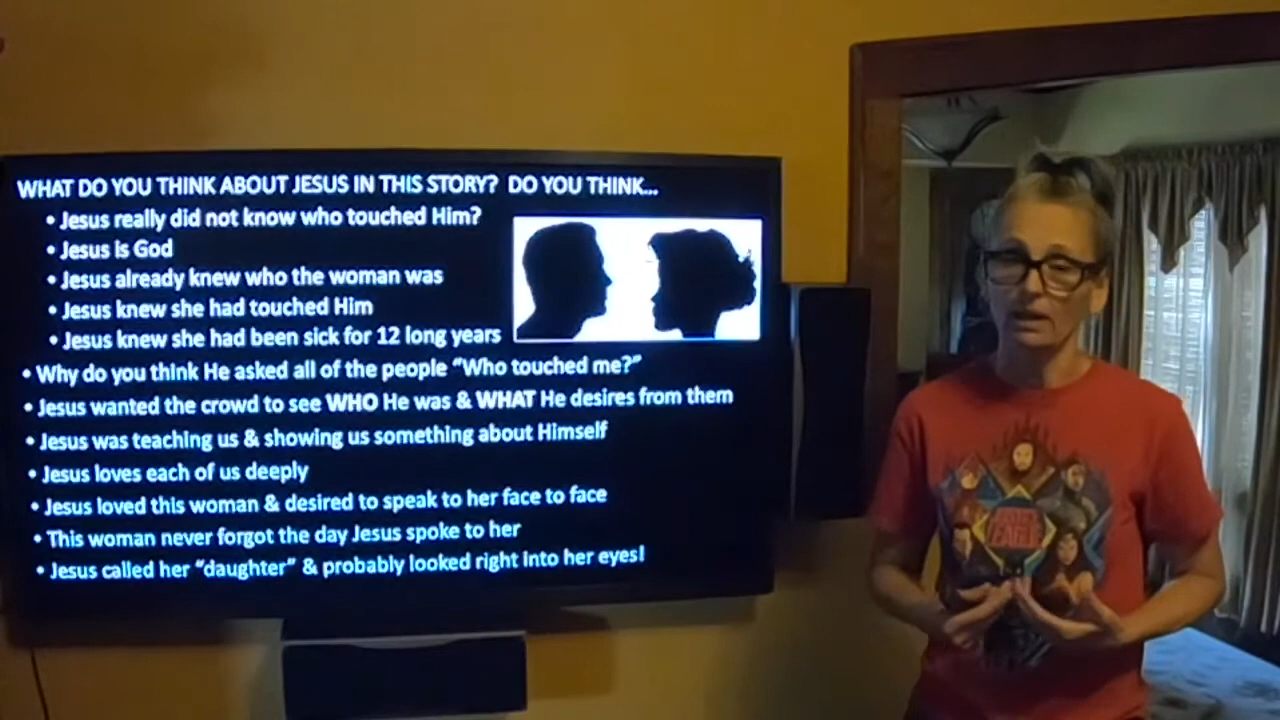 WHAT DO YOU THINK ABOUT JESUS IN THIS STORY? DO YOU THINK...
• Jesus really did not know who touched Him?
• Jesus is God
• Jesus already knew who the woman was
• Jesus knew she had touched Him
• Jesus knew she had been sick for 12 long years
• Why do you think He asked all of the people “Who touched me?”
• Jesus wanted the crowd to see WHO He was & WHAT He desires from them
• Jesus was teaching us & showing us something about Himself
• Jesus loves each of us deeply
• Jesus loved this woman & desired to speak to her face to face
• This woman never forgot the day Jesus spoke to her
• Jesus called her “daughter” & probably looked right into her eyes!
LEAGUE